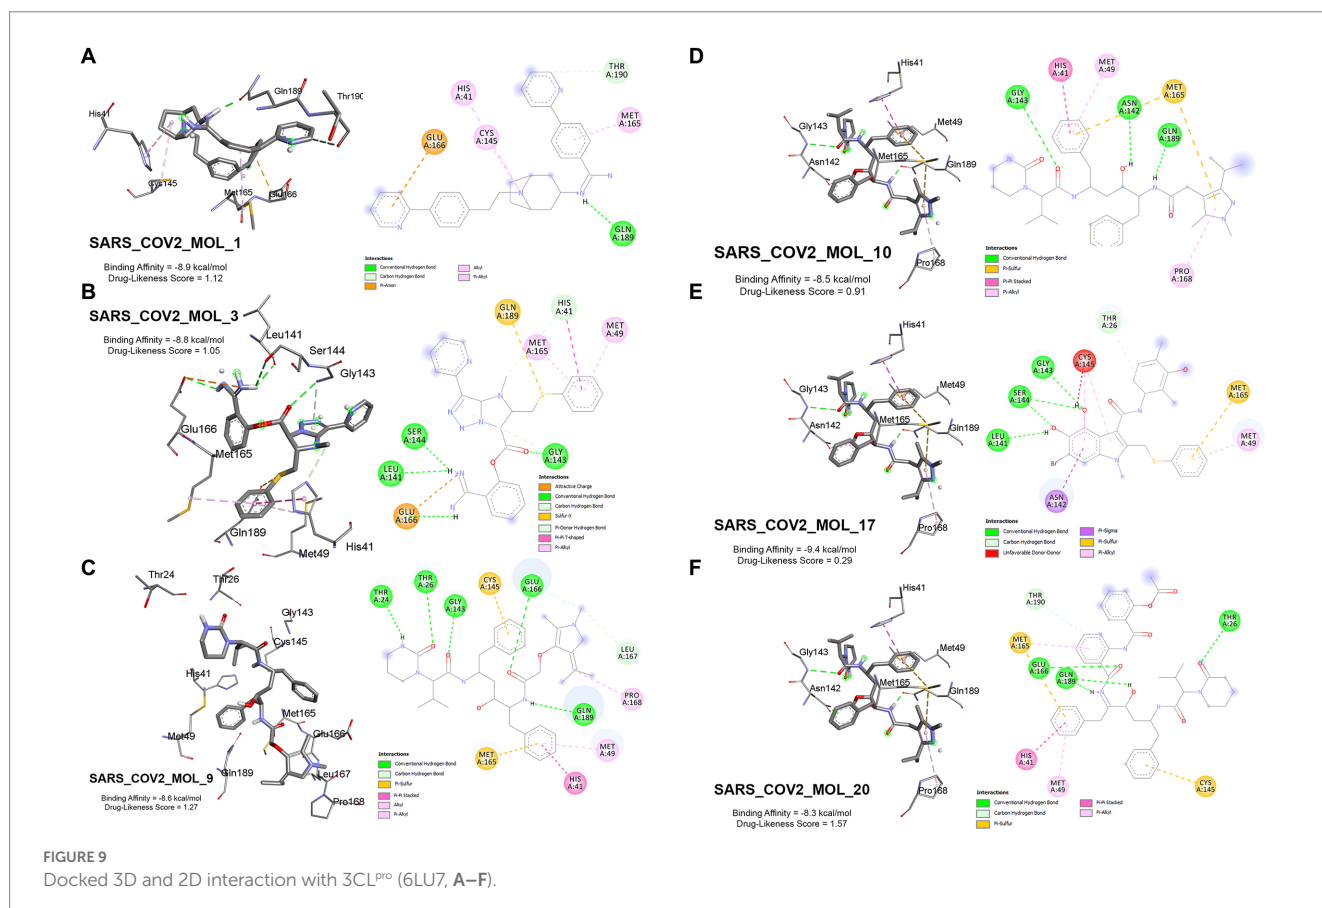 A
His41
Gln189
Thr190
Cys145
Met165
Glu166
SARS_COV2_MOL_1
Binding Affinity = -8.9 kcal/mol
Drug-Likeness Score = 1.12
THR
A:190
HIS
A:41
CYS
A:145
MET
A:165
GLU
A:166
N
H
GLN
A:189
Interactions
Conventional Hydrogen Bond
Carbon Hydrogen Bond
Pi-Anion
Alkyl
Pi-Alkyl
B
SARS_COV2_MOL_3
Binding Affinity = -8.8 kcal/mol
Drug-Likeness Score = 1.05
Leu141
Ser144
Gly143
Glu166
Met165
Gln189
Met49
His41
GLN
A:189
HIS
A:41
MET
A:165
MET
A:49
SER
A:144
LEU
A:141
GLY
A:143
GLU
A:166
Interactions
Attractive Charge
Conventional Hydrogen Bond
Carbon Hydrogen Bond
Sulfur-X
Pi-Donor Hydrogen Bond
Pi-Pi T-shaped
Pi-Alkyl
C
Thr24
Thr26
Gly143
Cys145
His41
Met165
Met49
Glu166
Gln189
Leu167
Pro168
SARS_COV2_MOL_9
Binding Affinity = -8.6 kcal/mol
Drug-Likeness Score = 1.27
THR
A:24
THR
A:26
GLY
A:143
CYS
A:145
GLU
A:166
LEU
A:167
PRO
A:168
GLN
A:189
MET
A:165
MET
A:49
HIS
A:41
Interactions
Conventional Hydrogen Bond
Carbon Hydrogen Bond
Pi-Sulfur
Pi-Pi Stacked
Alkyl
Pi-Alkyl
D
His41
Gly143
Met49
Asn142
Met165
Gln189
Pro168
SARS_COV2_MOL_10
Binding Affinity = -8.5 kcal/mol
Drug-Likeness Score = 0.91
HIS
A:41
MET
A:49
GLY
A:143
ASN
A:142
MET
A:165
GLN
A:189
PRO
A:168
Interactions
Conventional Hydrogen Bond
Pi-Sulfur
Pi-Pi Stacked
Pi-Alkyl
E
His41
Gly143
Met49
Asn142
Met165
Gln189
Pro168
SARS_COV2_MOL_17
Binding Affinity = -9.4 kcal/mol
Drug-Likeness Score = 0.29
THR
A:26
GLY
A:143
CYS
A:145
SER
A:144
LEU
A:141
Br
ASN
A:142
MET
A:165
MET
A:49
Interactions
Conventional Hydrogen Bond
Carbon Hydrogen Bond
Unfavorable Donor-Donor
Pi-Sigma
Pi-Sulfur
Pi-Alkyl
F
His41
Gly143
Met49
Asn142
Met165
Gln189
Pro168
SARS_COV2_MOL_20
Binding Affinity = -8.3 kcal/mol
Drug-Likeness Score = 1.57
THR
A:190
MET
A:165
GLU
A:166
GLN
A:189
THR
A:26
HIS
A:41
MET
A:49
CYS
A:145
Interactions
Conventional Hydrogen Bond
Carbon Hydrogen Bond
Pi-Sulfur
Pi-Pi Stacked
Pi-Alkyl
FIGURE 9
Docked 3D and 2D interaction with 3CLpro (6LU7, A–F).